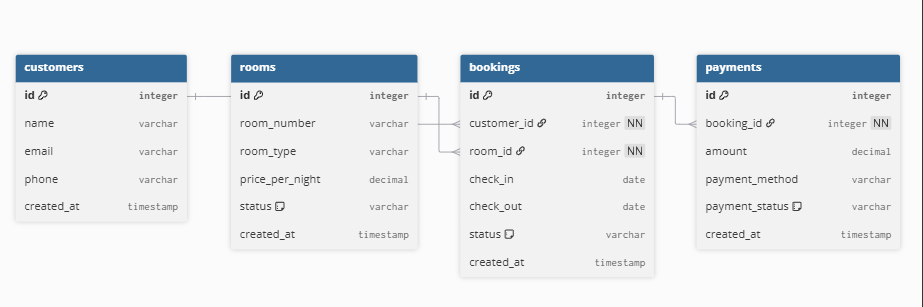 customers
id integer
name varchar
email varchar
phone varchar
created_at timestamp
rooms
id integer
room_number varchar
room_type varchar
price_per_night decimal
status varchar
created_at timestamp
bookings
id integer
customer_id integer NN
room_id integer NN
check_in date
check_out date
status varchar
created_at timestamp
payments
id integer
booking_id integer NN
amount decimal
payment_method varchar
payment_status varchar
created_at timestamp